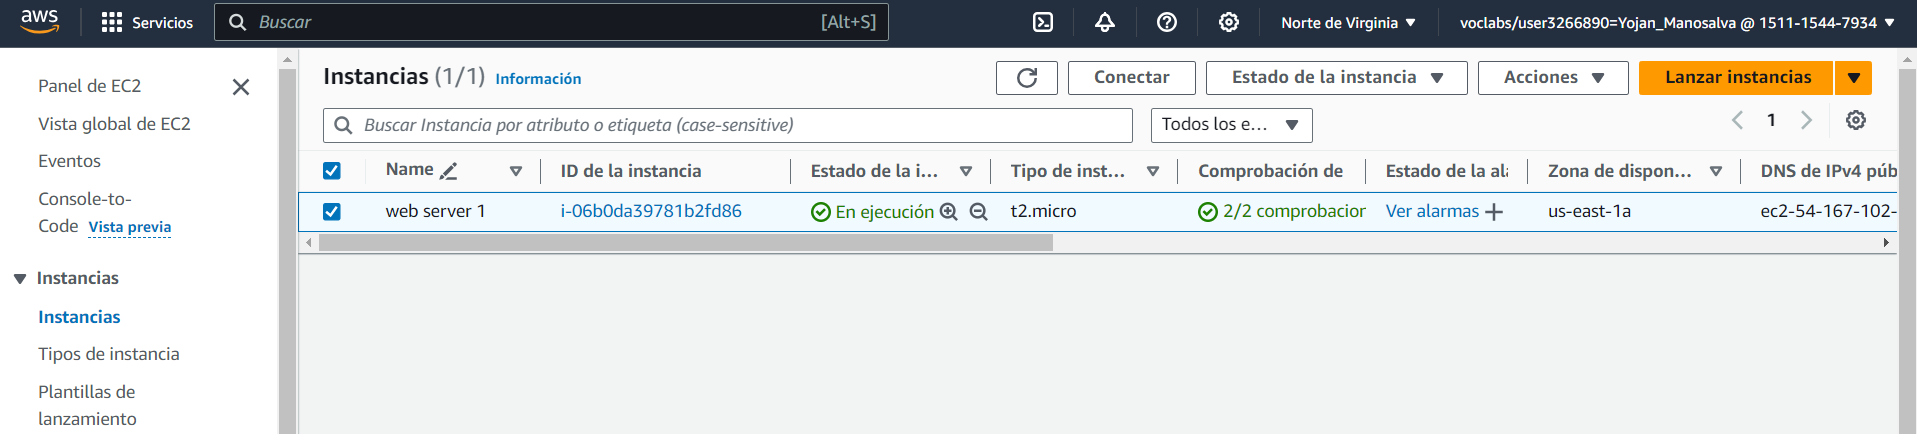 aws
Servicios
Buscar [Alt+S]
Norte de Virginia
voclabs/user3266890=Yojan_Manosalva @ 1511-1544-7934
Panel de EC2
Vista global de EC2
Eventos
Console-to-
Code Vista previa
Instancias
Instancias
Tipos de instancia
Plantillas de
lanzamiento
Instancias (1/1) Información
Conectar
Estado de la instancia
Acciones
Lanzar instancias
Buscar Instancia por atributo o etiqueta (case-sensitive)
Todos los e...
1
Name ID de la instancia Estado de la i... Tipo de inst... Comprobación de Estado de la ala Zona de dispon... DNS de IPv4 púb
web server 1 i-06b0da39781b2fd86 En ejecución t2.micro 2/2 comprobacion Ver alarmas us-east-1a ec2-54-167-102-